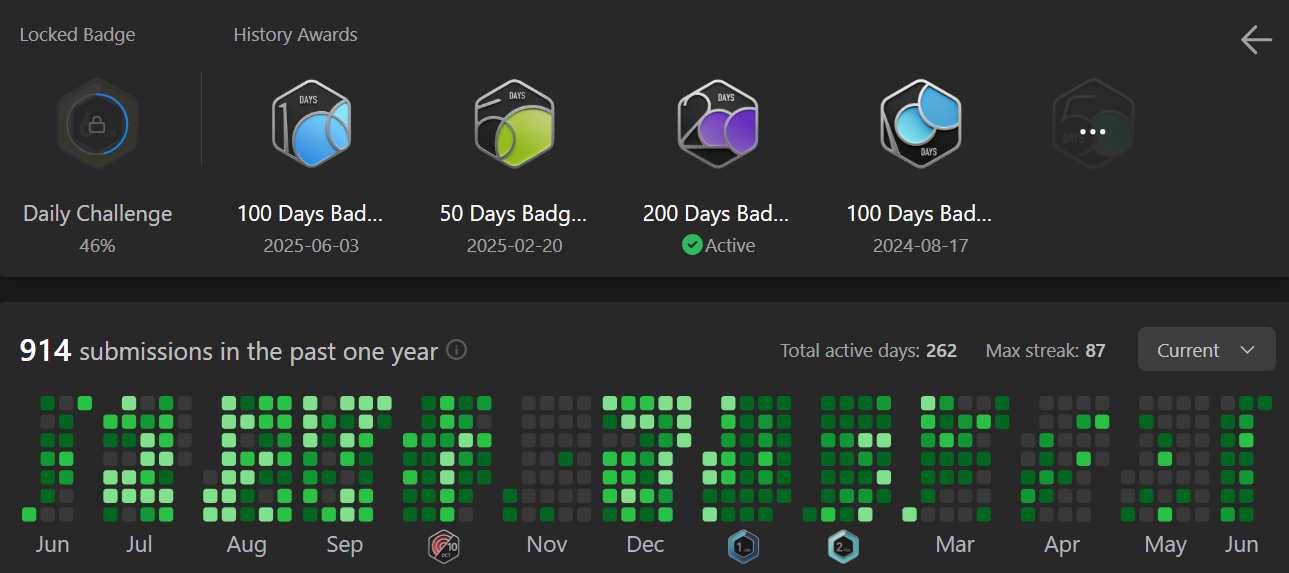 Locked Badge
History Awards
DAYS
DAYS
DAYS
DAYS
Daily Challenge
100 Days Bad...
50 Days Badg...
200 Days Bad...
100 Days Bad...
46%
2025-06-03
2025-02-20
Active
2024-08-17
914 submissions in the past one year
Total active days: 262
Max streak: 87
Current
Jun
Jul
Aug
Sep
10
OCT
Nov
Dec
1
2
Mar
Apr
May
Jun